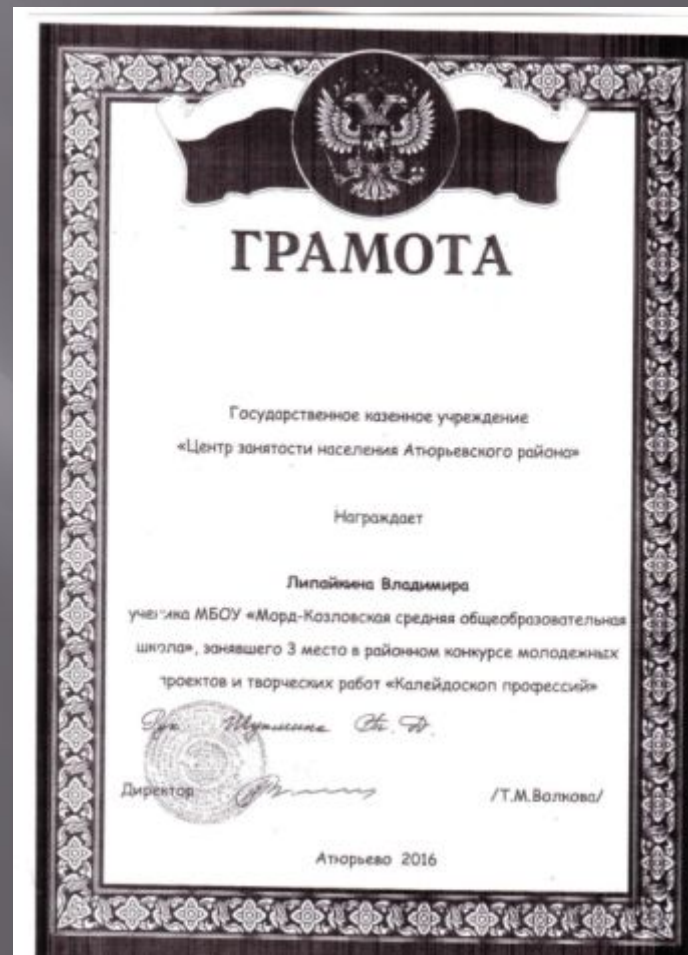 ГРАМОТА
Государственное казенное учреждение
«Центр занятости населения Атюрьевского района»
Награждает
Липайкина Владимира
ученика МБОУ «Морд-Козловская средняя общеобразовательная
школа», занявшего 3 место в районном конкурсе молодежных
проектов и творческих работ «Калейдоскоп профессий»
Рук
Директор /Т.М.Волкова/
Атюрьево 2016